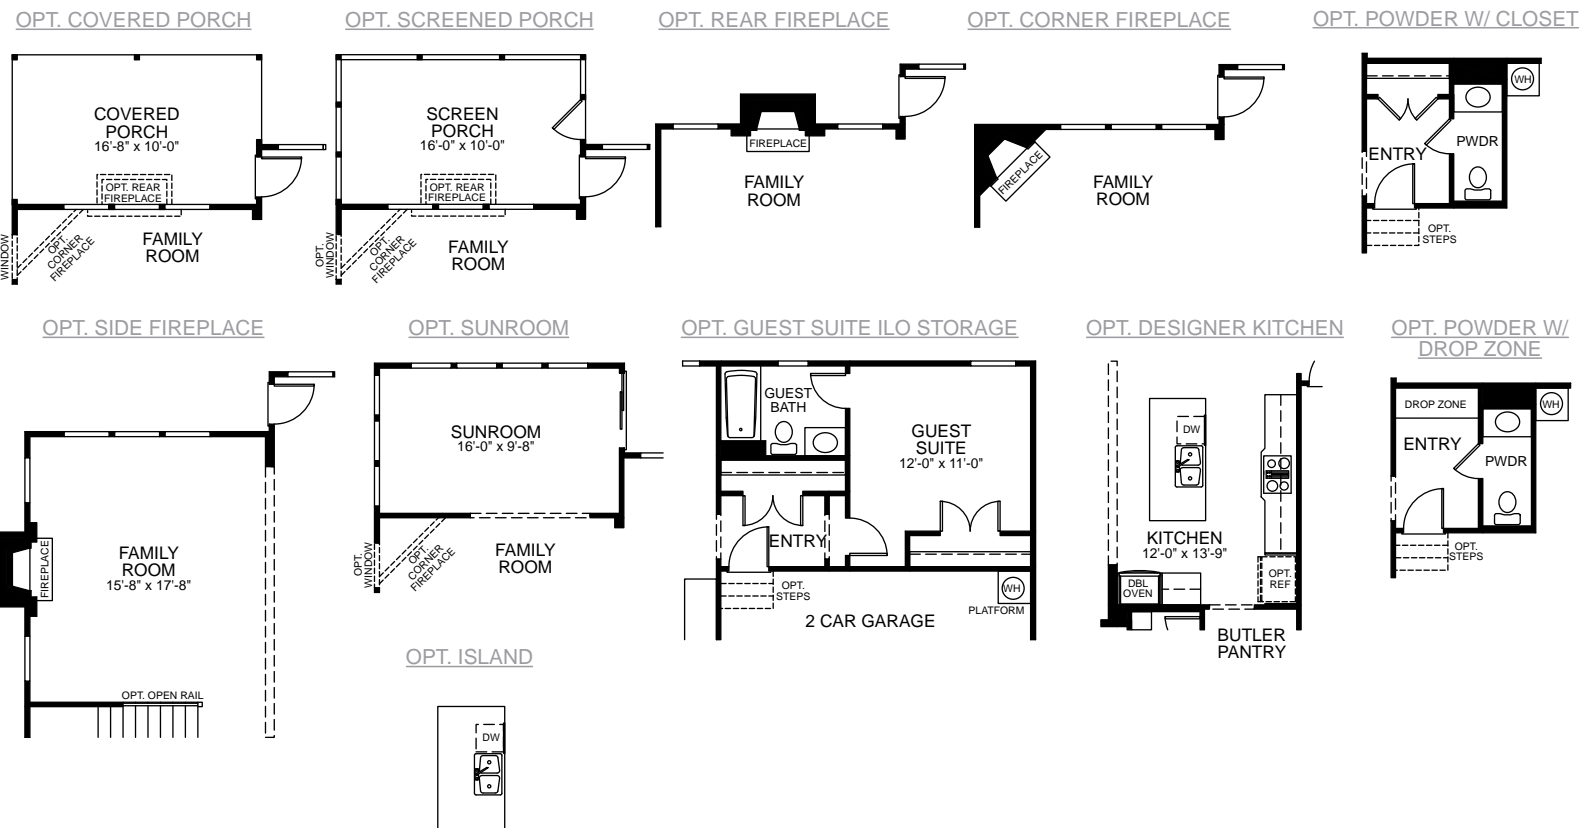 OPT. COVERED PORCH
COVERED
PORCH
16'-8" x 10'-0"
OPT. REAR
FIREPLACE
WINDOW
OPT.
CORNER
FIREPLACE
FAMILY
ROOM
OPT. SCREENED PORCH
SCREEN
PORCH
16'-0" x 10'-0"
OPT. REAR
FIREPLACE
OPT.
WINDOW
OPT.
CORNER
FIREPLACE
FAMILY
ROOM
OPT. REAR FIREPLACE
FIREPLACE
FAMILY
ROOM
OPT. CORNER FIREPLACE
FIREPLACE
FAMILY
ROOM
OPT. POWDER W/ CLOSET
WH
PWDR
ENTRY
OPT.
STEPS
OPT. SIDE FIREPLACE
FIREPLACE
FAMILY
ROOM
15'-8" x 17'-8"
OPT. OPEN RAIL
OPT. SUNROOM
SUNROOM
16'-0" x 9'-8"
OPT.
WINDOW
OPT.
CORNER
FIREPLACE
FAMILY
ROOM
OPT. GUEST SUITE ILO STORAGE
GUEST
BATH
GUEST
SUITE
12'-0" x 11'-0"
ENTRY
OPT.
STEPS
WH
PLATFORM
2 CAR GARAGE
OPT. DESIGNER KITCHEN
DW
KITCHEN
12'-0" x 13'-9"
DBL
OVEN
OPT.
REF
BUTLER
PANTRY
OPT. POWDER W/
DROP ZONE
DROP ZONE
WH
ENTRY
PWDR
OPT.
STEPS
OPT. ISLAND
DW